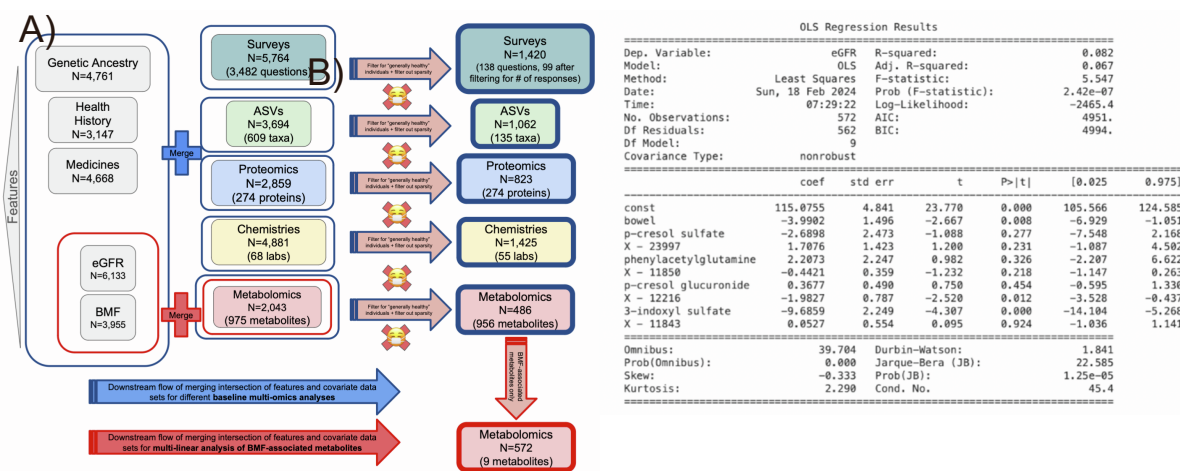 A)
Features
Genetic Ancestry
N=4,761
Health
History
N=3,147
Medicines
N=4,668
eGFR
N=6,133
BMF
N=3,955
Merge
Merge
Surveys
N=5,764
(3,482 questions)
ASVs
N=3,694
(609 taxa)
Proteomics
N=2,859
(274 proteins)
Chemistries
N=4,881
(68 labs)
Metabolomics
N=2,043
(975 metabolites)
B)
Filter for "generally healthy"
individuals + filter out sparsity
Filter for "generally healthy"
individuals + filter out sparsity
Filter for "generally healthy"
individuals + filter out sparsity
Filter for "generally healthy"
individuals + filter out sparsity
Filter for "generally healthy"
individuals + filter out sparsity
Surveys
N=1,420
(138 questions, 99 after
filtering for # of responses)
ASVs
N=1,062
(135 taxa)
Proteomics
N=823
(274 proteins)
Chemistries
N=1,425
(55 labs)
Metabolomics
N=486
(956 metabolites)
BMF-associated
metabolites only
Metabolomics
N=572
(9 metabolites)
Downstream flow of merging intersection of features and covariate data
sets for different baseline multi-omics analyses
Downstream flow of merging intersection of features and covariate data
sets for multi-linear analysis of BMF-associated metabolites
OLS Regression Results
Dep. Variable: eGFR R-squared: 0.082
Model: OLS Adj. R-squared: 0.067
Method: Least Squares F-statistic: 5.547
Date: Sun, 18 Feb 2024 Prob (F-statistic): 2.42e-07
Time: 07:29:22 Log-Likelihood: -2465.4
No. Observations: 572 AIC: 4951.
Df Residuals: 562 BIC: 4994.
Df Model: 9
Covariance Type: nonrobust
coef std err t P>|t| [0.025 0.975]
const 115.0755 4.841 23.770 0.000 105.566 124.585
bowel -3.9902 1.496 -2.667 0.008 -6.929 -1.051
p-cresol sulfate -2.6898 2.473 -1.088 0.277 -7.548 2.168
X - 23997 1.7076 1.423 1.200 0.231 -1.087 4.502
phenylacetylglutamine 2.2073 2.247 0.982 0.326 -2.207 6.622
X - 11850 -0.4421 0.359 -1.232 0.218 -1.147 0.263
p-cresol glucuronide 0.3677 0.490 0.750 0.454 -0.595 1.330
X - 12216 -1.9827 0.787 -2.520 0.012 -3.528 -0.437
3-indoxyl sulfate -9.6859 2.249 -4.307 0.000 -14.104 -5.268
X - 11843 0.0527 0.554 0.095 0.924 -1.036 1.141
Omnibus: 39.704 Durbin-Watson: 1.841
Prob(Omnibus): 0.000 Jarque-Bera (JB): 22.585
Skew: -0.333 Prob(JB): 1.25e-05
Kurtosis: 2.290 Cond. No. 45.4